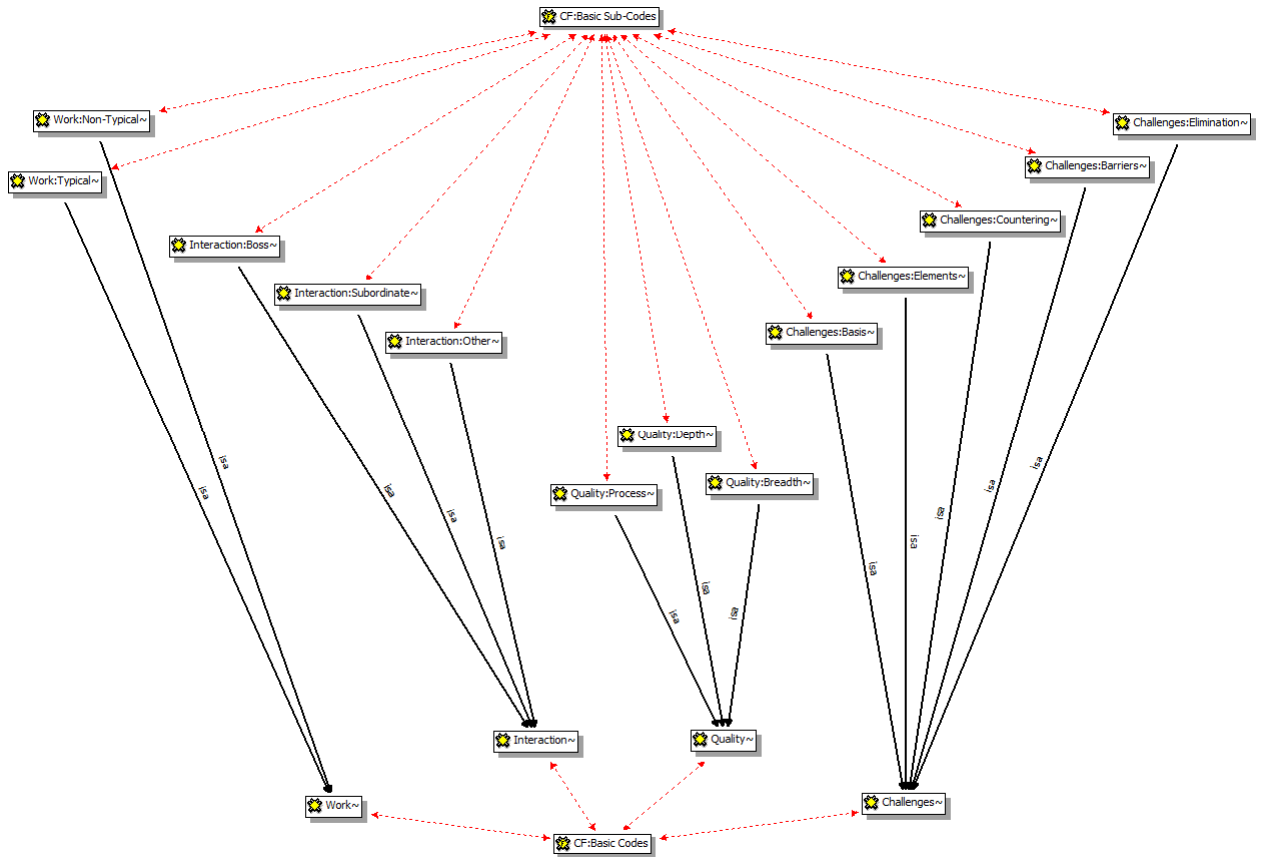 CF:Basic Sub-Codes
Work:Non-Typical~
Challenges:Elimination~
Challenges:Barriers~
Work:Typical~
Challenges:Countering~
Interaction:Boss~
Challenges:Elements~
Interaction:Subordinate~
Challenges:Basis~
Interaction:Other~
Quality:Depth~
Quality:Breadth~
Quality:Process~
isa
isa
isa
isa
isa
isa
isa
isa
isa
isa
isa
isa
isa
Interaction~
Quality~
Work~
Challenges~
CF:Basic Codes